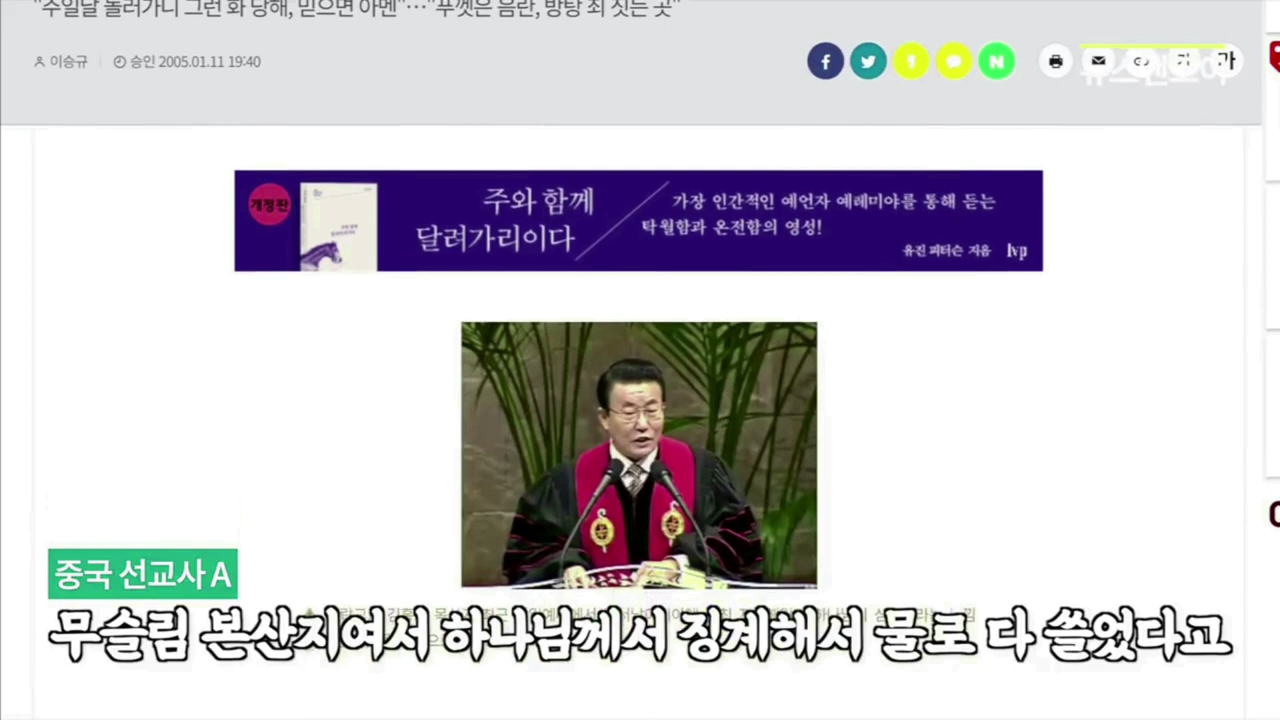 "주일날 놀러가니 그런 화 당해, 믿으면 아멘"…"푸껫은 음란, 방탕 죄 짓는 곳"
이승규 | 승인 2005.01.11 19:40
가
개정판
주와 함께
달려가리이다
가장 인간적인 예언자 예레미야를 통해 듣는
탁월함과 온전함의 영성!
유진 피터슨 지음 Ivp
중국 선교사 A
무슬림 본산지여서 하나님께서 징계해서 물로 다 쓸었다고